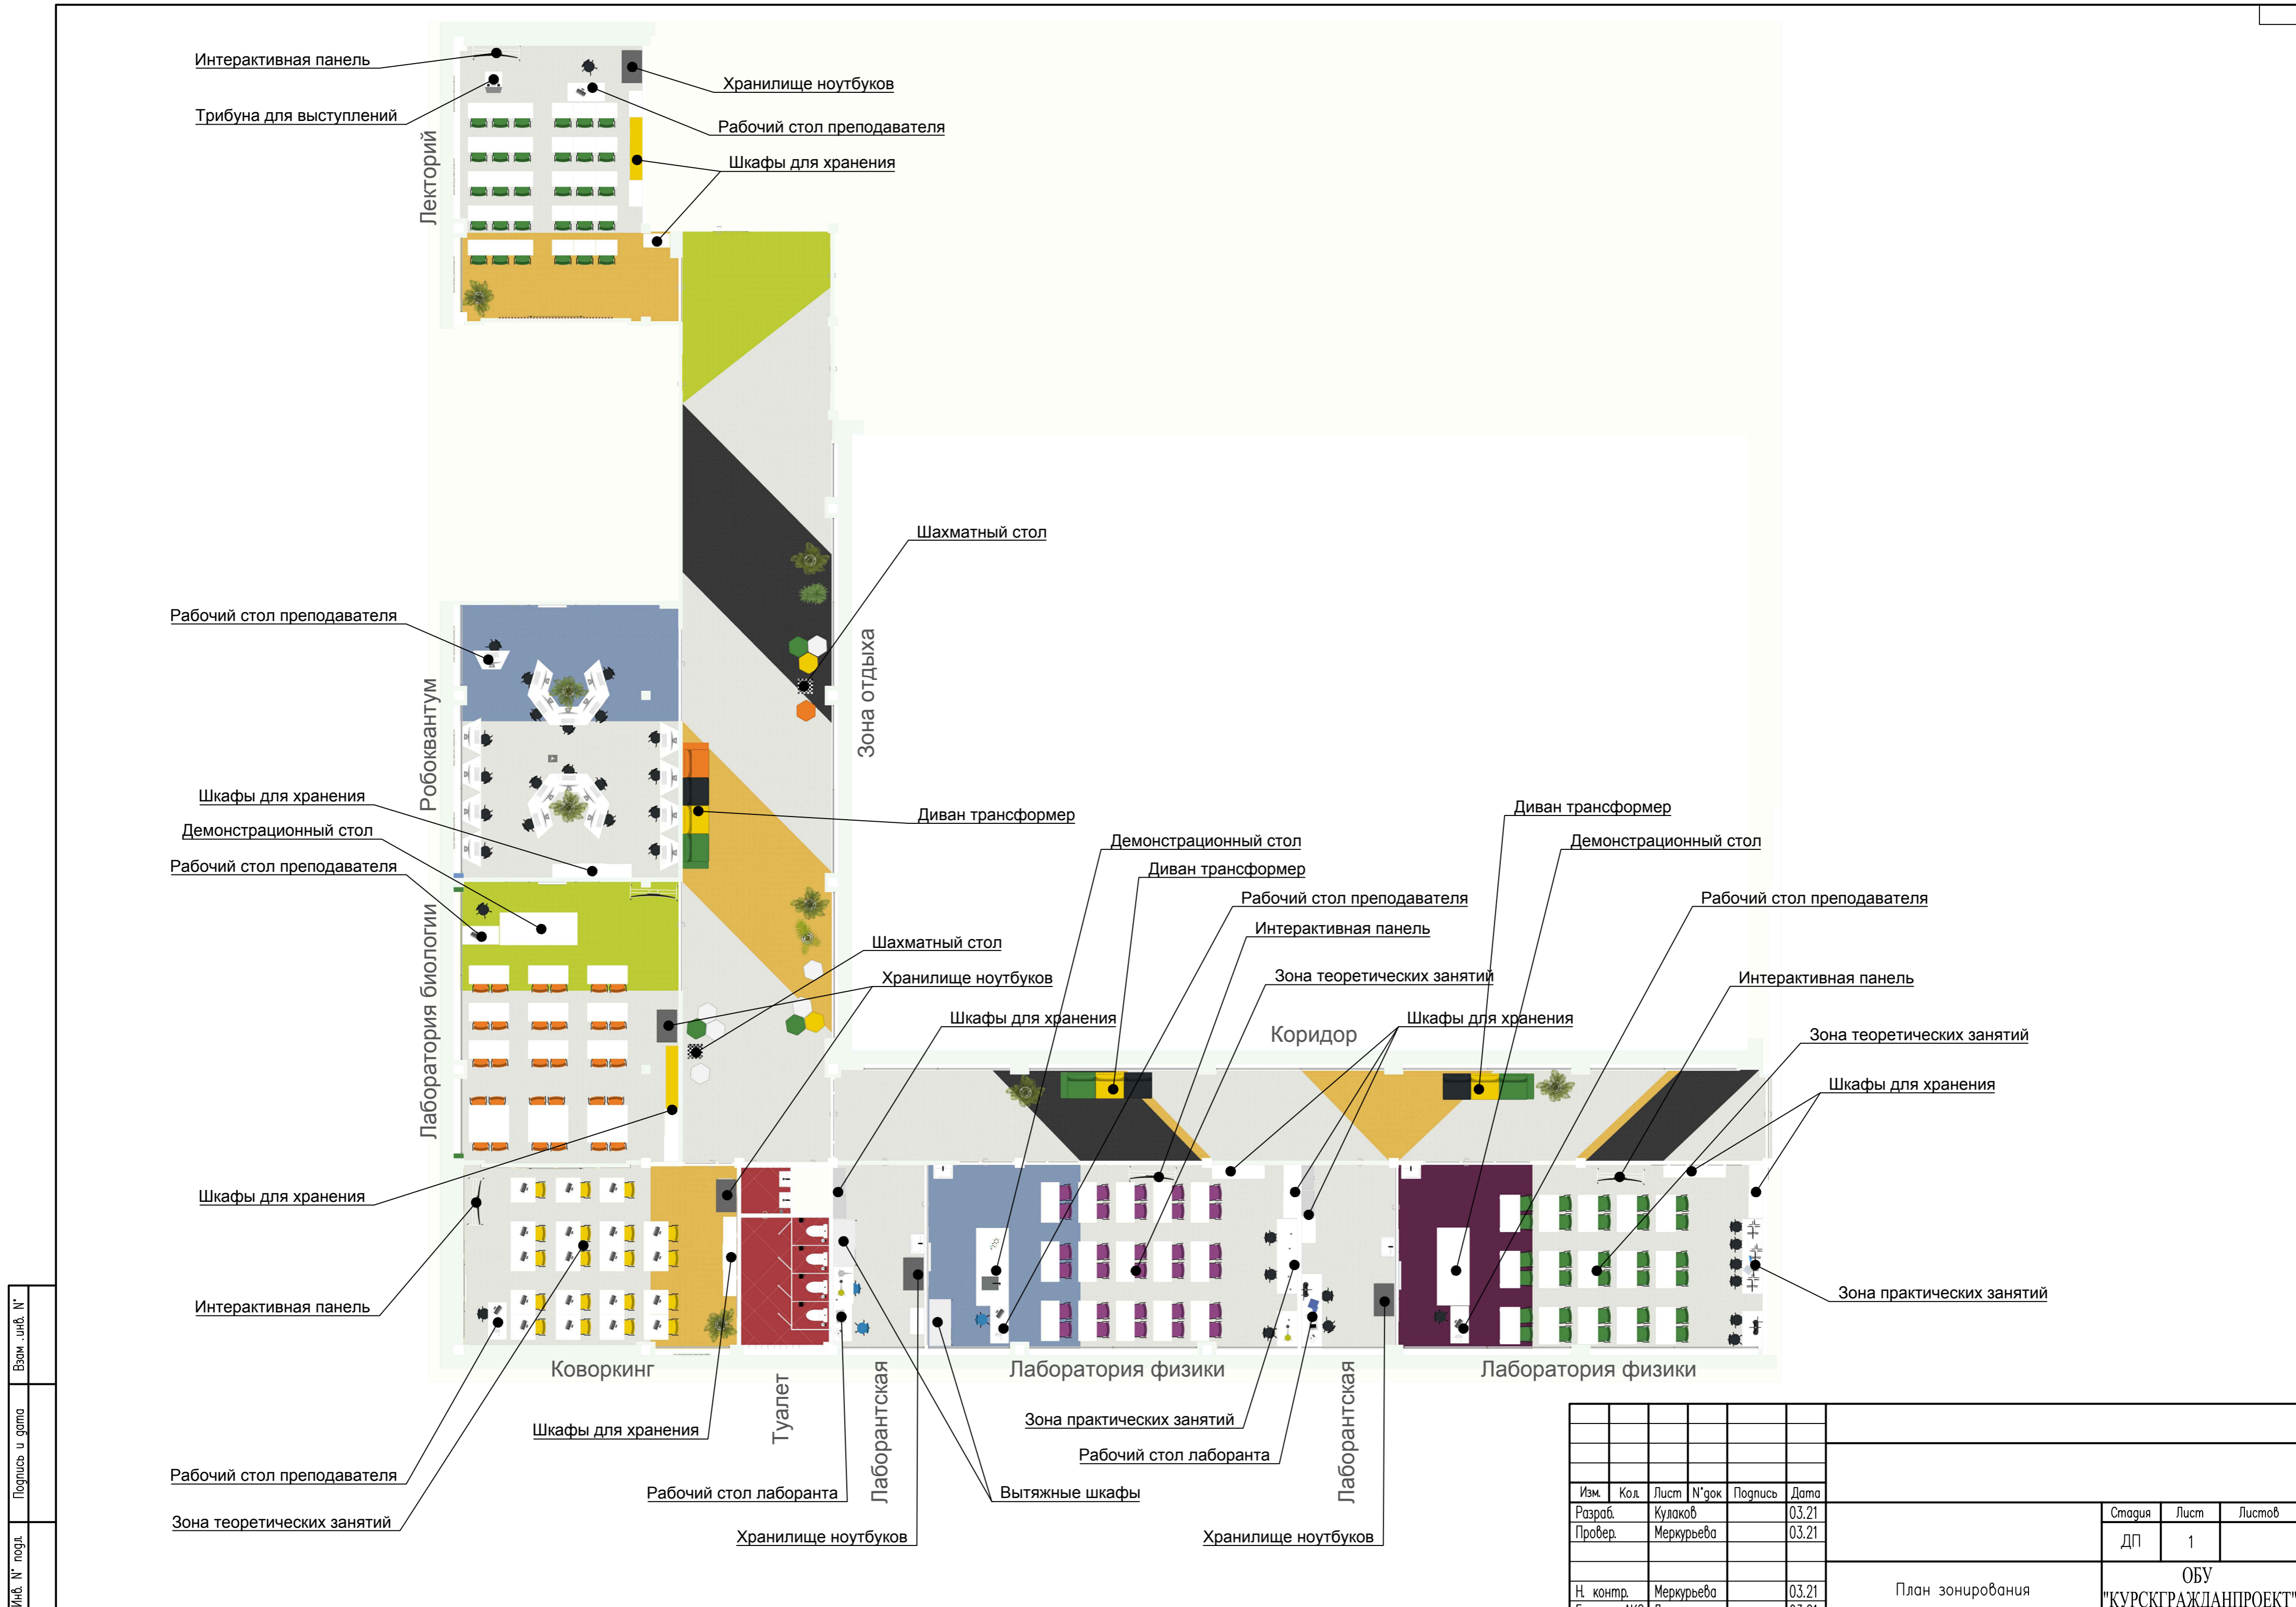 Интерактивная панель
Трибуна для выступлений
Хранилище ноутбуков
Рабочий стол преподавателя
Шкафы для хранения
Лекторий
Шахматный стол
Зона отдыха
Рабочий стол преподавателя
Робоквантум
Шкафы для хранения
Демонстрационный стол
Рабочий стол преподавателя
Лаборатория биологии
Диван трансформер
Демонстрационный стол
Диван трансформер
Рабочий стол преподавателя
Интерактивная панель
Зона теоретических занятий
Диван трансформер
Демонстрационный стол
Рабочий стол преподавателя
Интерактивная панель
Зона теоретических занятий
Шкафы для хранения
Шахматный стол
Хранилище ноутбуков
Шкафы для хранения
Коридор
Шкафы для хранения
Шкафы для хранения
Интерактивная панель
Зона практических занятий
Коворкинг
Туалет
Лаборантская
Лаборатория физики
Лаборантская
Лаборатория физики
Шкафы для хранения
Зона практических занятий
Рабочий стол лаборанта
Рабочий стол преподавателя
Рабочий стол лаборанта
Вытяжные шкафы
Зона теоретических занятий
Хранилище ноутбуков
Хранилище ноутбуков
Взам . инв. N°
Подпись и дата
Инв. N° подл.
Изм. Кол. Лист N°док Подпись Дата
Разраб. Кулаков 03.21
Провер. Меркурьева 03.21
Н. контр. Меркурьева 03.21
Стадия Лист Листов
ДП 1
План зонирования
ОБУ
"КУРСКГРАЖДАНПРОЕКТ"